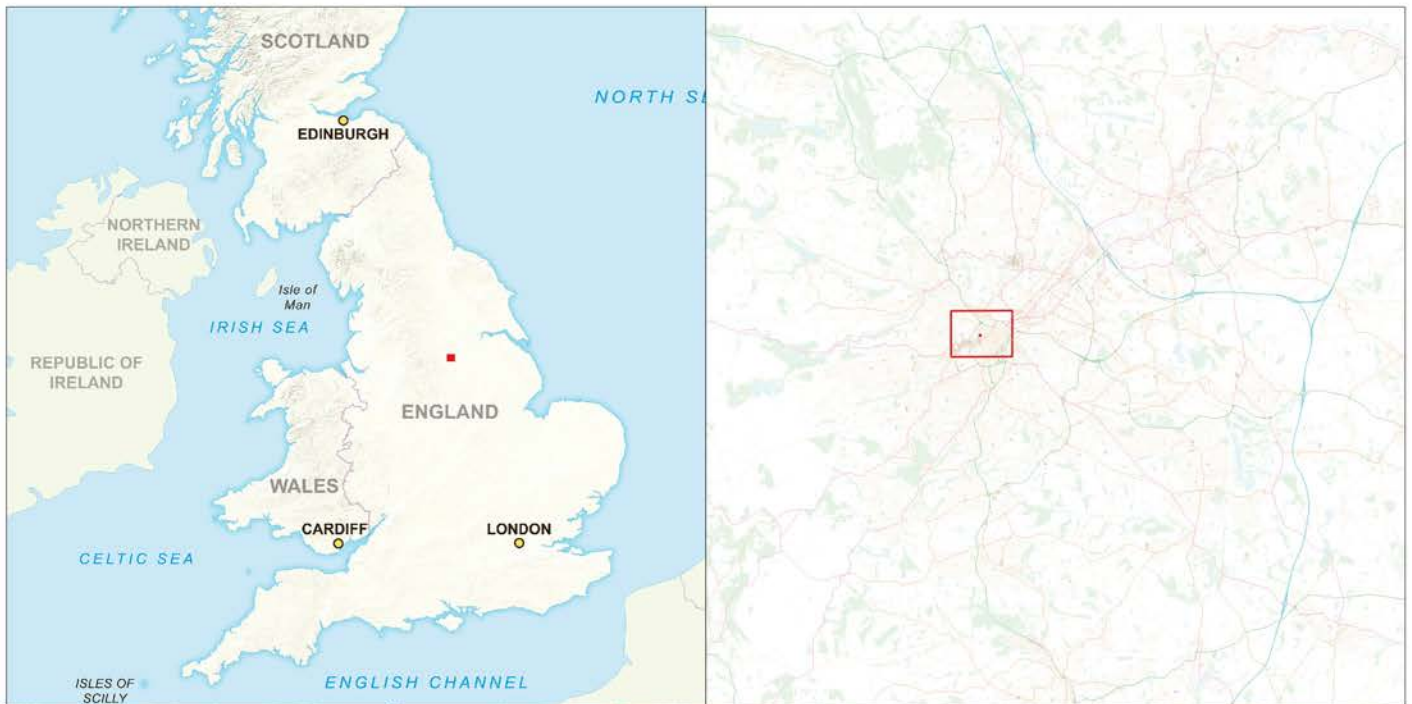 SCOTLAND
NORTH SE
EDINBURGH
NORTHERN
IRELAND
Isle of
Man
IRISH SEA
REPUBLIC OF
IRELAND
ENGLAND
WALES
CARDIFF
LONDON
CELTIC SEA
ENGLISH CHANNEL
ISLES OF
SCILLY